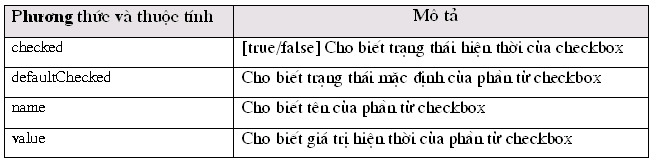 Phương thức và thuộc tính Mô tả
checked [true/false] Cho biết trạng thái hiện thời của checkbox
defaultChecked Cho biết trạng thái mặc định của phần tử checkbox
name Cho biết tên của phần tử checkbox
value Cho biết giá trị hiện thời của phần tử checkbox